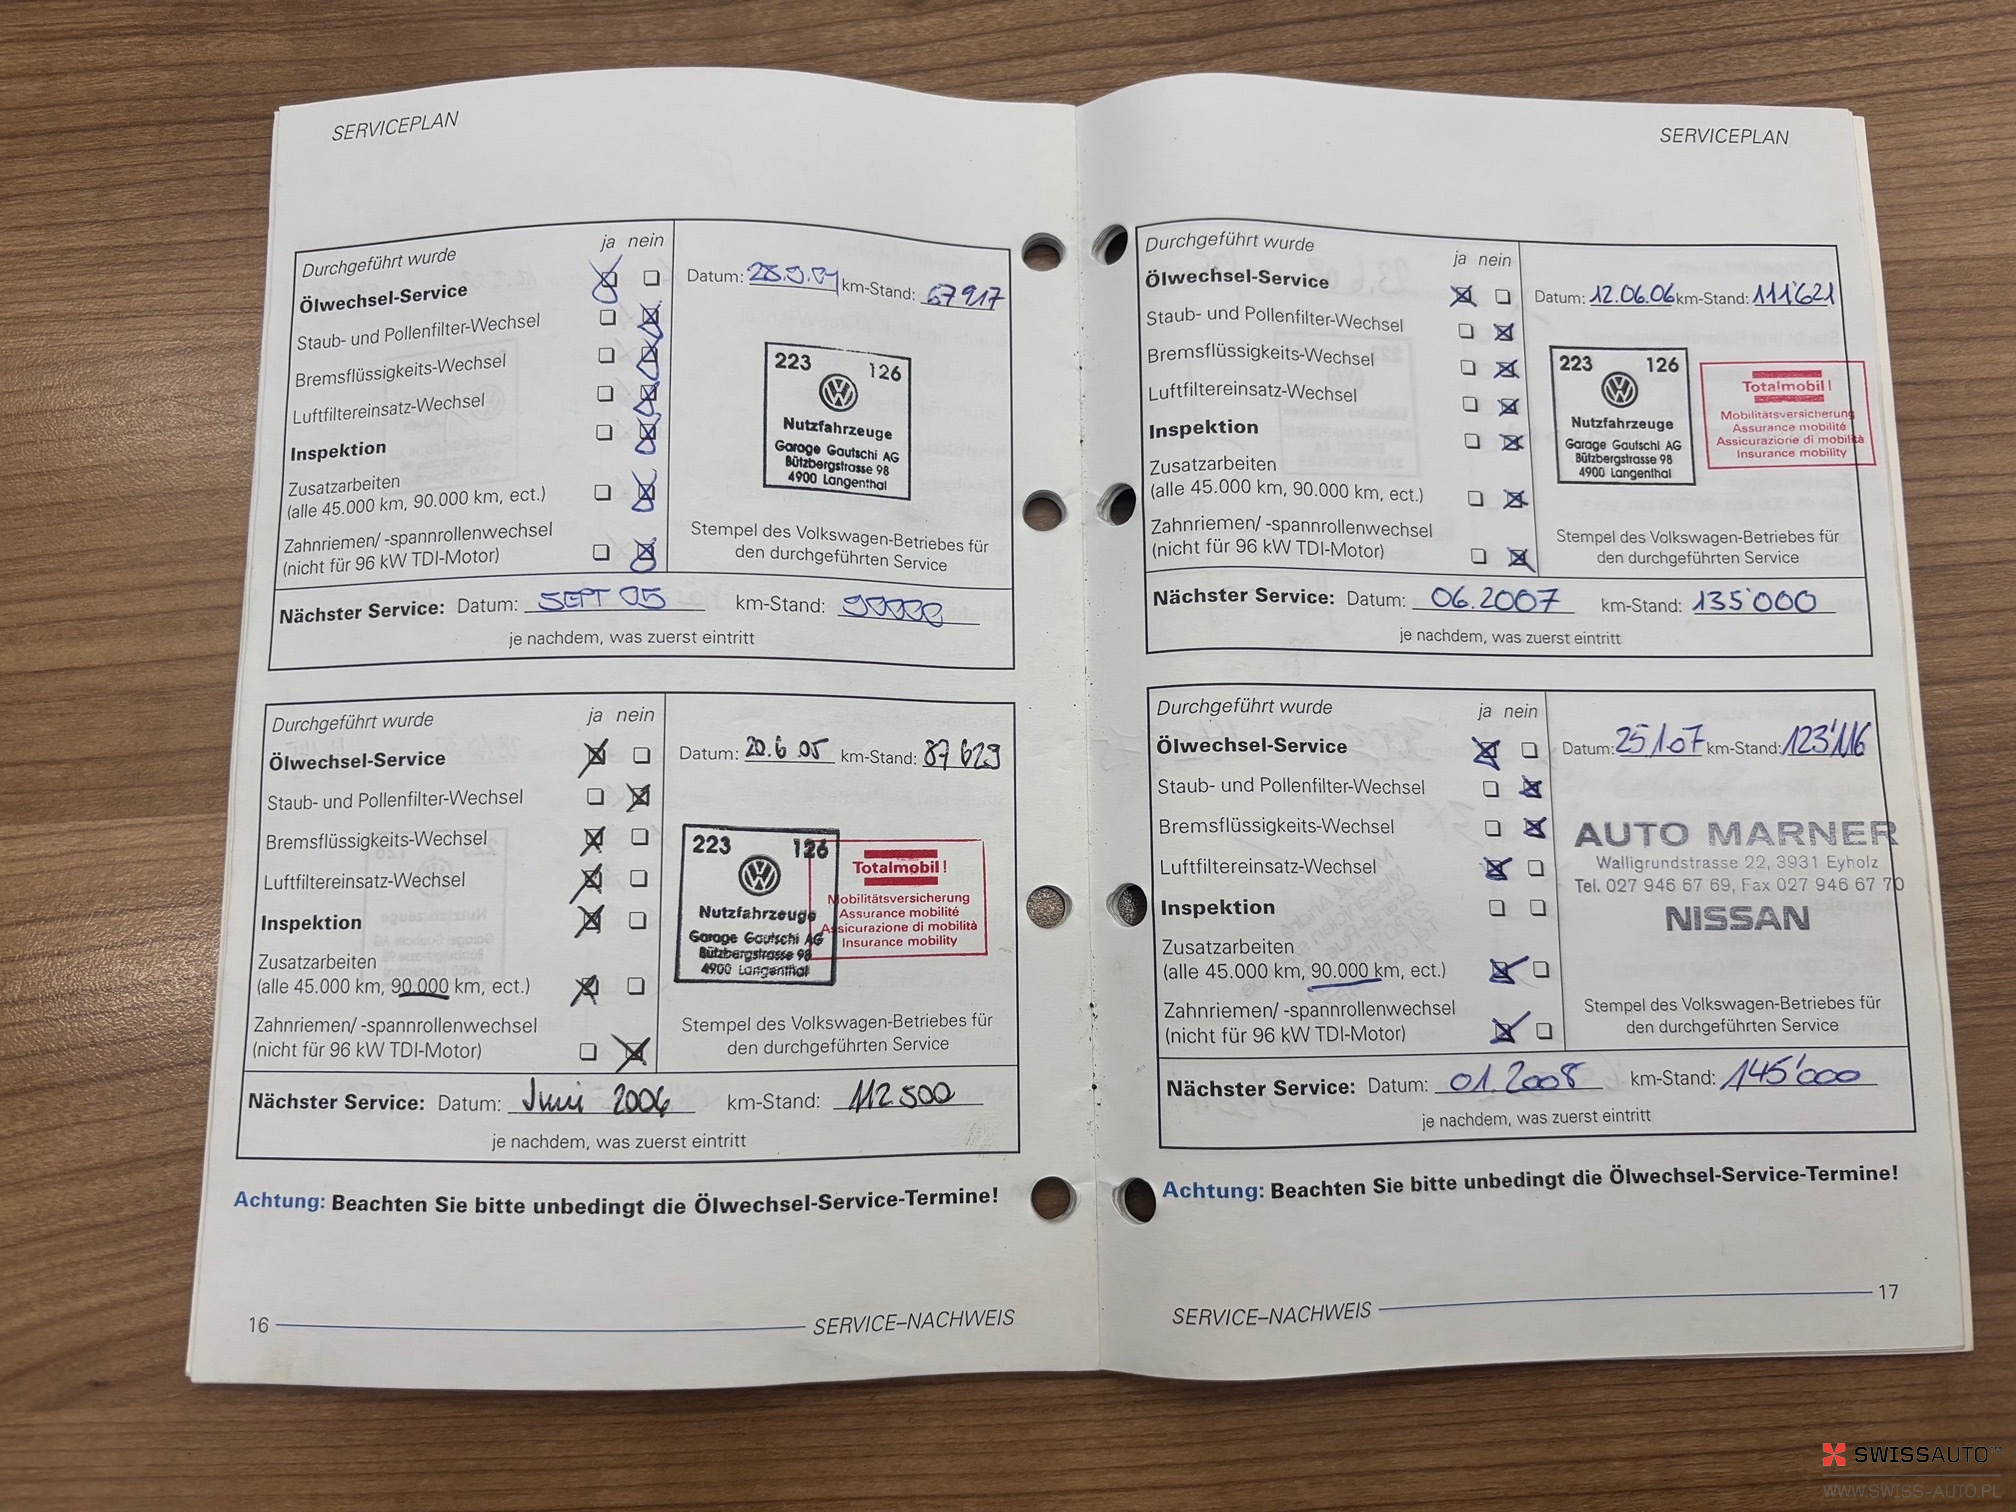 SERVICEPLAN
Durchgeführt wurde
ja nein
Ölwechsel-Service
Staub- und Pollenfilter-Wechsel
Bremsflüssigkeits-Wechsel
Luftfiltereinsatz-Wechsel
Inspektion
Zusatzarbeiten
(alle 45.000 km, 90.000 km, ect.)
Zahnriemen/ -spannrollenwechsel
(nicht für 96 kW TDI-Motor)
Datum: 28.9.04 km-Stand: 67917
223 126
Nutzfahrzeuge
Garage Gautschi AG
Bützbergstrasse 98
4900 Langenthal
Stempel des Volkswagen-Betriebes für
den durchgeführten Service
Nächster Service: Datum: SEPT 05 km-Stand: 90000
je nachdem, was zuerst eintritt
Durchgeführt wurde
ja nein
Ölwechsel-Service
Staub- und Pollenfilter-Wechsel
Bremsflüssigkeits-Wechsel
Luftfiltereinsatz-Wechsel
Inspektion
Zusatzarbeiten
(alle 45.000 km, 90.000 km, ect.)
Zahnriemen/ -spannrollenwechsel
(nicht für 96 kW TDI-Motor)
Datum: 20.6.05 km-Stand: 87629
223 126
Nutzfahrzeuge
Garage Gautschi AG
Bützbergstrasse 98
4900 Langenthal
Totalmobil!
Mobilitätsversicherung
Assurance mobilité
Assicurazione di mobilità
Insurance mobility
Stempel des Volkswagen-Betriebes für
den durchgeführten Service
Nächster Service: Datum: Juni 2006 km-Stand: 112500
je nachdem, was zuerst eintritt
Achtung: Beachten Sie bitte unbedingt die Ölwechsel-Service-Termine!
16
SERVICE–NACHWEIS
SERVICEPLAN
Durchgeführt wurde
ja nein
Ölwechsel-Service
Staub- und Pollenfilter-Wechsel
Bremsflüssigkeits-Wechsel
Luftfiltereinsatz-Wechsel
Inspektion
Zusatzarbeiten
(alle 45.000 km, 90.000 km, ect.)
Zahnriemen/ -spannrollenwechsel
(nicht für 96 kW TDI-Motor)
Datum: 12.06.06 km-Stand: 111'621
223 126
Nutzfahrzeuge
Garage Gautschi AG
Bützbergstrasse 98
4900 Langenthal
Totalmobil!
Mobilitätsversicherung
Assurance mobilité
Assicurazione di mobilità
Insurance mobility
Stempel des Volkswagen-Betriebes für
den durchgeführten Service
Nächster Service: Datum: 06.2007 km-Stand: 135'000
je nachdem, was zuerst eintritt
Durchgeführt wurde
ja nein
Ölwechsel-Service
Staub- und Pollenfilter-Wechsel
Bremsflüssigkeits-Wechsel
Luftfiltereinsatz-Wechsel
Inspektion
Zusatzarbeiten
(alle 45.000 km, 90.000 km, ect.)
Zahnriemen/ -spannrollenwechsel
(nicht für 96 kW TDI-Motor)
Datum: 25.1.07 km-Stand: 123'116
AUTO MARNER
Walligrundstrasse 22, 3931 Eyholz
Tel. 027 946 67 69, Fax 027 946 67 70
NISSAN
Stempel des Volkswagen-Betriebes für
den durchgeführten Service
Nächster Service: Datum: 01.2008 km-Stand: 145'000
je nachdem, was zuerst eintritt
Achtung: Beachten Sie bitte unbedingt die Ölwechsel-Service-Termine!
SERVICE–NACHWEIS
17
SWISSAUTO
WWW.SWISS-AUTO.PL